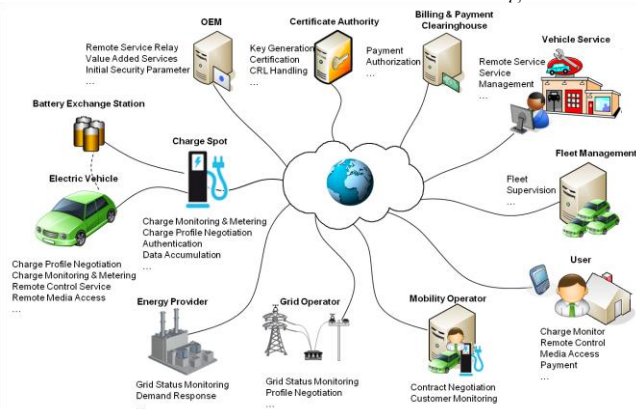 OEM
Remote Service Relay
Value Added Services
Initial Security Parameter
...
Certificate Authority
Key Generation
Certification
CRL Handling
...
Billing & Payment
Clearinghouse
Payment
Authorization
...
Vehicle Service
Remote Service
Service
Management
...
Battery Exchange Station
Charge Spot
Charge Monitoring & Metering
Charge Profile Negotiation
Authentication
Data Accumulation
...
Electric Vehicle
Charge Profile Negotiation
Charge Monitoring & Metering
Remote Control Service
Remote Media Access
...
Fleet Management
Fleet
Supervision
...
User
Charge Monitor
Remote Control
Media Access
Payment
...
Energy Provider
Grid Status Monitoring
Demand Response
...
Grid Operator
Grid Status Monitoring
Profile Negotiation
...
Mobility Operator
Contract Negotiation
Customer Monitoring
...